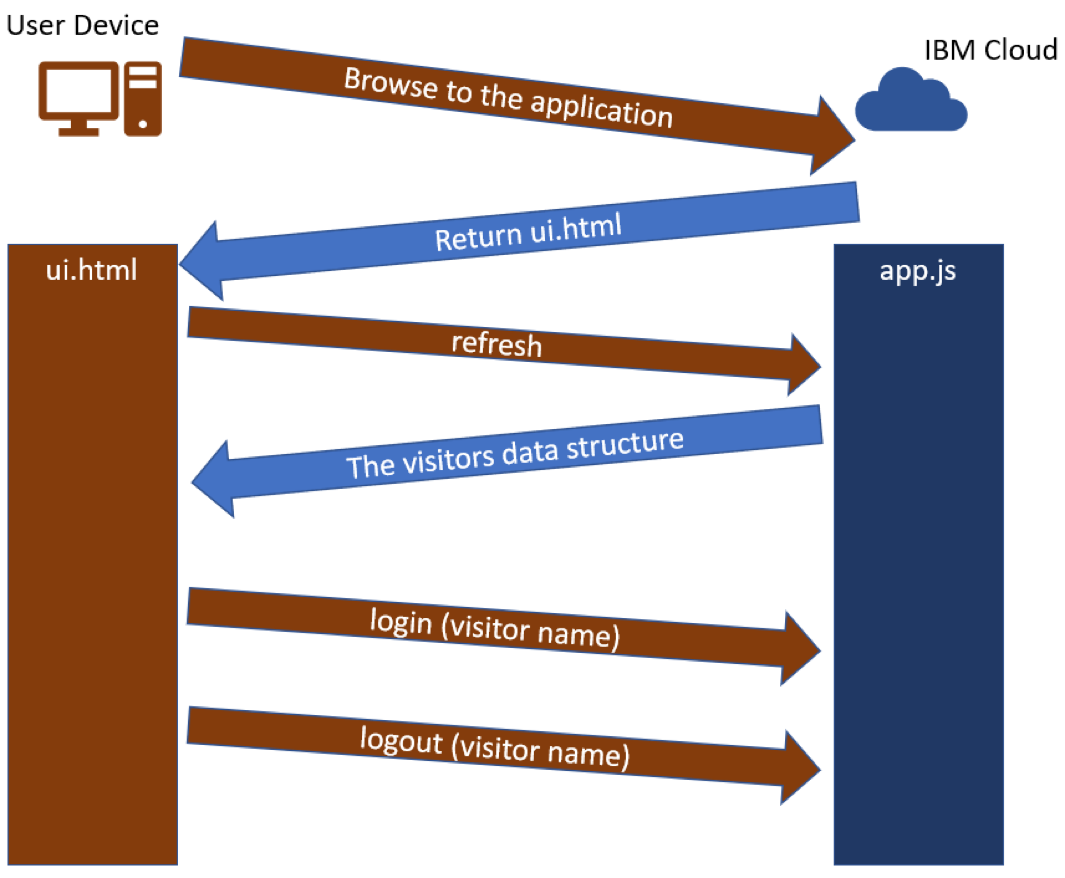 User Device
IBM Cloud
Browse to the application
Return ui.html
ui.html
app.js
refresh
The visitors data structure
login (visitor name)
logout (visitor name)